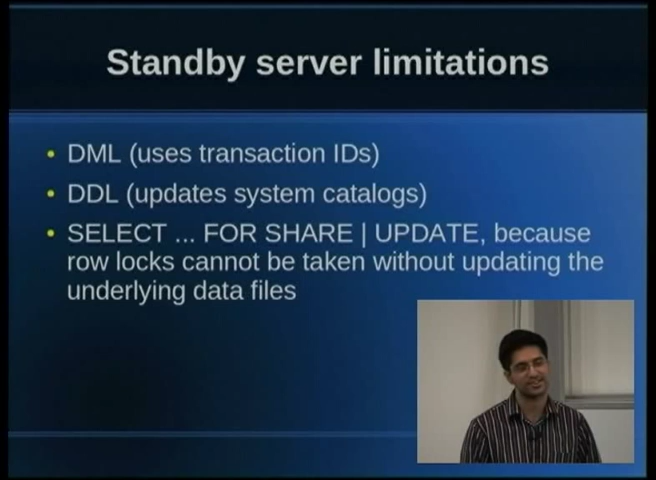 Standby server limitations
DML (uses transaction IDs)
DDL (updates system catalogs)
SELECT ... FOR SHARE | UPDATE, because
row locks cannot be taken without updating the
underlying data files